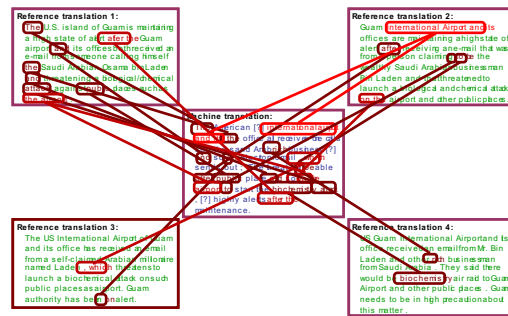 Reference translation 1:
The U.S. island of Guam is maintaining
a high state of alert after the Guam
airport and its offices both received an
e-mail from someone calling himself
the Saudi Arabian Osama bin Laden
and threatening a biological/chemical
attack against public places such as
the airport
Reference translation 2:
Guam International Airport and its
offices are maintaining a high state of
alert after receiving an e-mail that was
from a person claiming to be the
wealthy Saudi Arabian businessman
Bin Laden and that threatened to
launch a biological and chemical attack
on the airport and other public places.
Machine translation:
The American [?] international airport
and its the office all receives one calls
self the sand Arab rich business [?]
and so on electronic mail , which
sends out ; The threat will be able
after public place and so on the
airport to start the biochemistry attack
, [?] highly alerts after the
maintenance.
Reference translation 3:
The US International Airport of Guam
and its office has received an email
from a self-claimed Arabian millionaire
named Laden , which threatens to
launch a biochemical attack on such
public places as airport. Guam
authority has been on alert.
Reference translation 4:
US Guam International Airport and its
office received an email from Mr. Bin
Laden and other rich businessman
from Saudi Arabia . They said there
would be biochemistry air raid to Guam
Airport and other public places . Guam
needs to be in high precaution about
this matter .